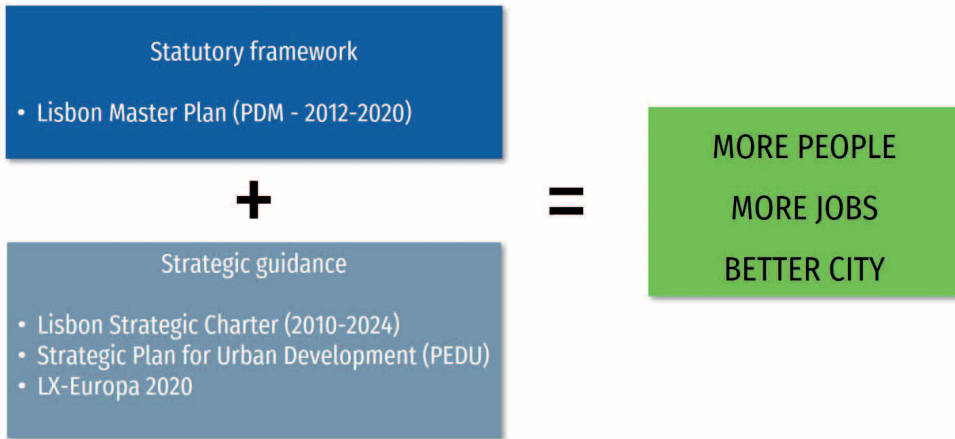 Statutory framework
• Lisbon Master Plan (PDM - 2012-2020)
+
Strategic guidance
• Lisbon Strategic Charter (2010-2024)
• Strategic Plan for Urban Development (PEDU)
• LX-Europa 2020
=
MORE PEOPLE
MORE JOBS
BETTER CITY